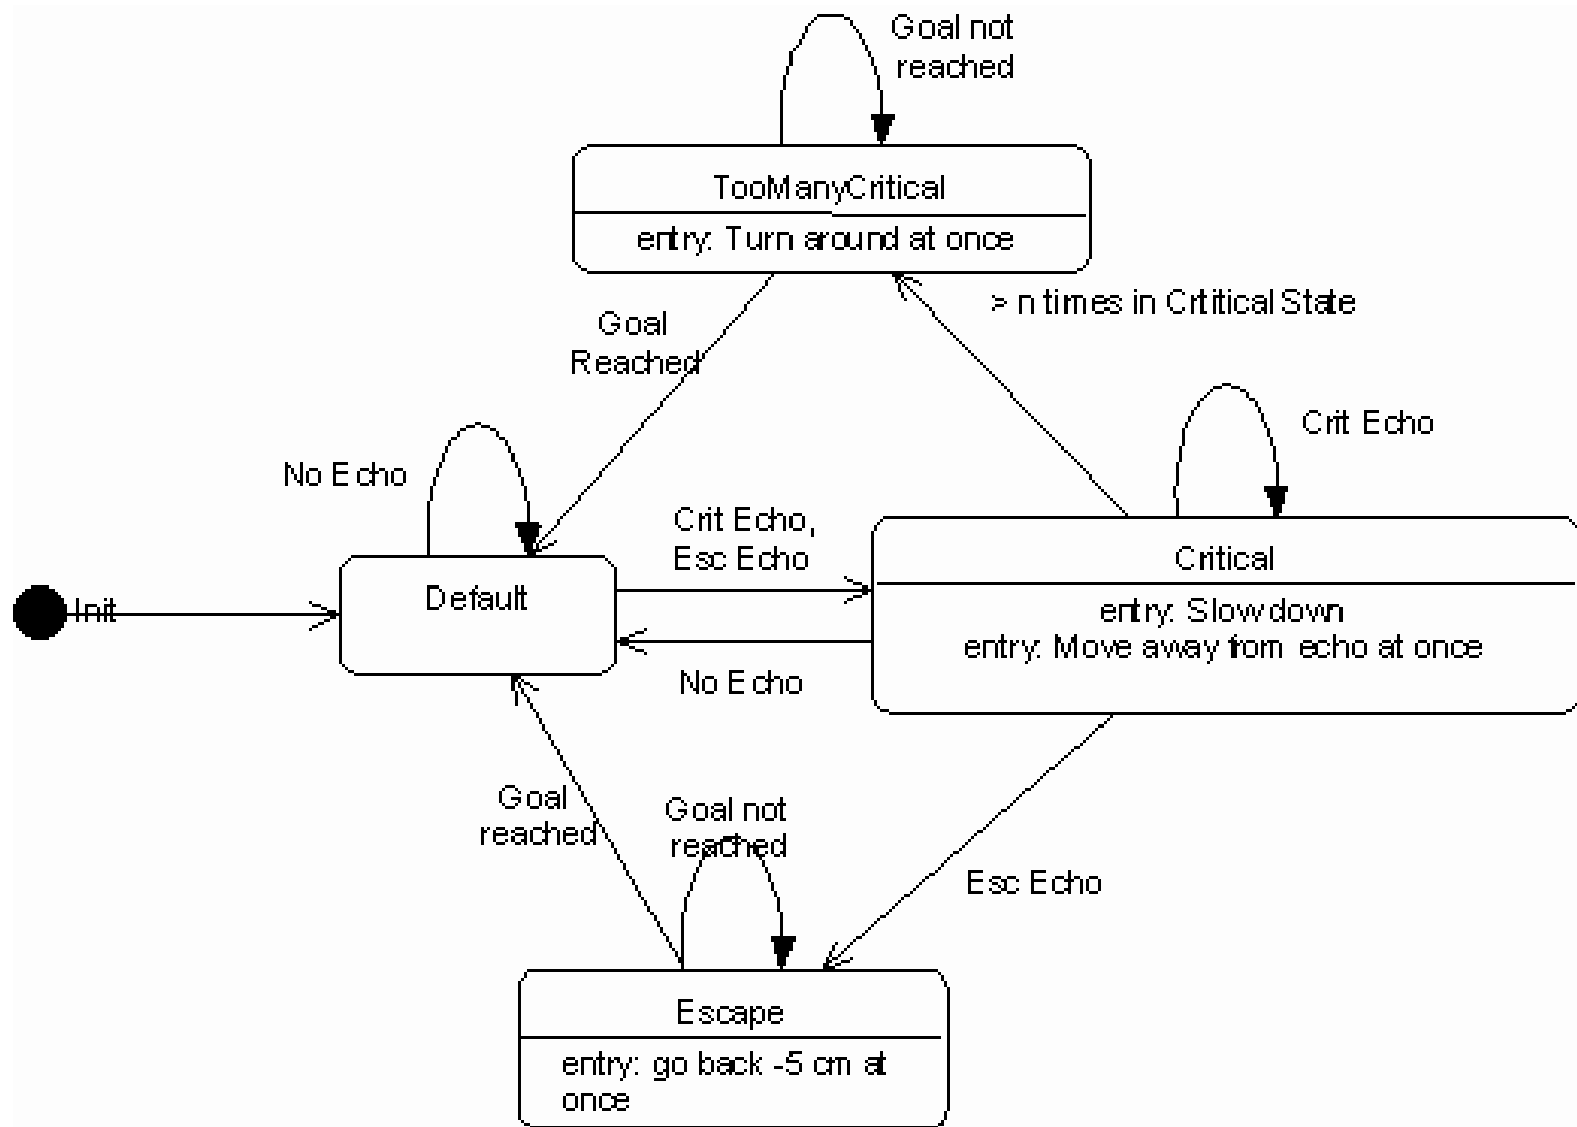 Goal not
reached
TooManyCritical
entry: Turn around at once
> n times in Crtitical State
Goal
Reached
Crit Echo
No Echo
Crit Echo,
Esc Echo
Critical
Default
Init
entry: Slowdown
entry: Move away from echo at once
No Echo
Goal
reached
Goal not
reached
Esc Echo
Escape
entry: go back -5 cm at
once